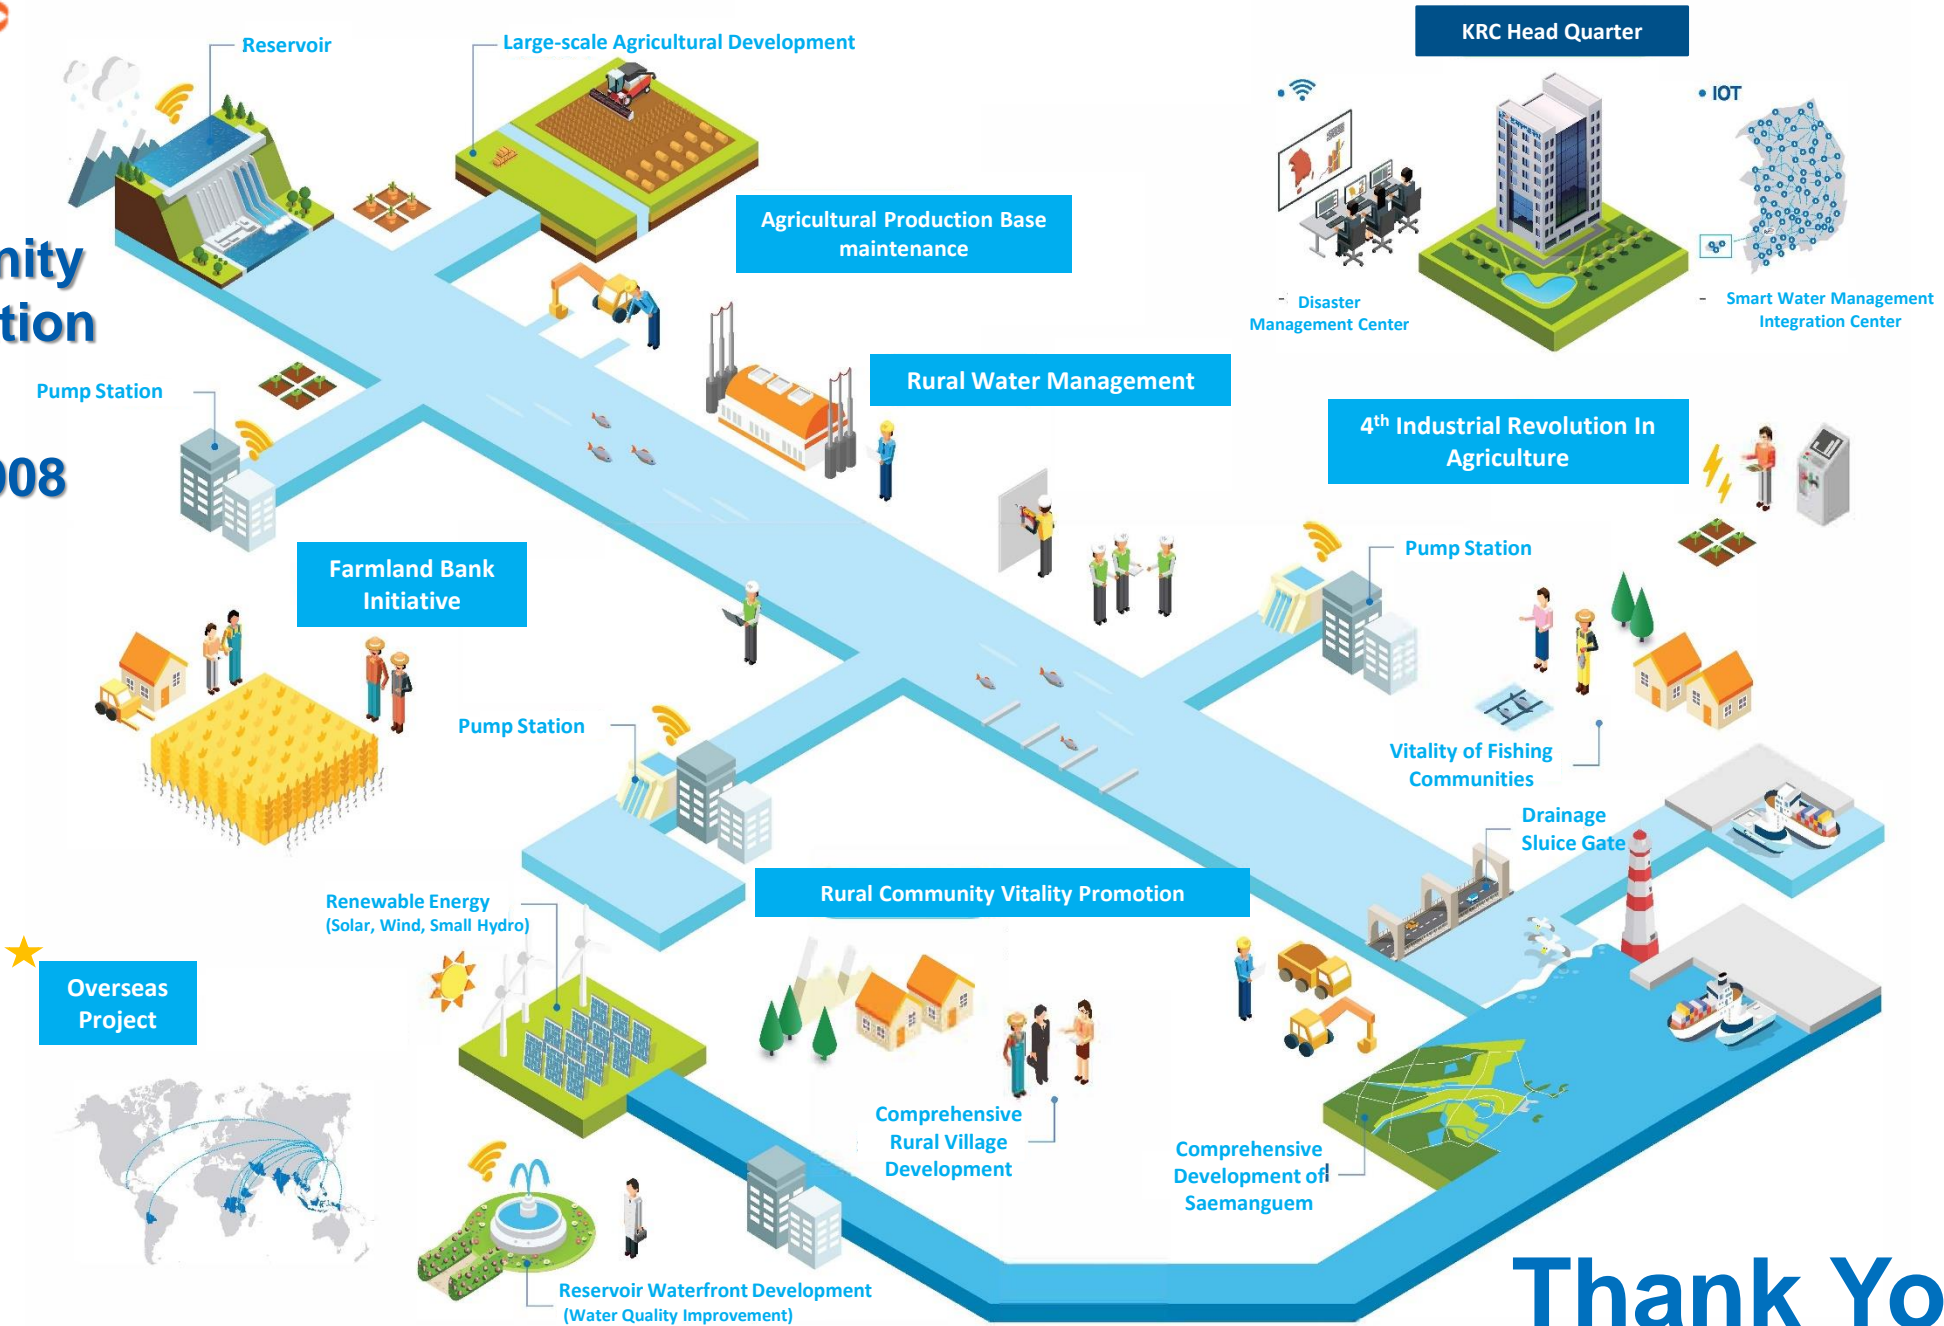 Reservoir
Large-scale Agricultural Development
KRC Head Quarter
• IOT
Agricultural Production Base
maintenance
- Disaster
Management Center
- Smart Water Management
Integration Center
nity
tion
Pump Station
Rural Water Management
4th Industrial Revolution In
Agriculture
008
Pump Station
Farmland Bank
Initiative
Pump Station
Vitality of Fishing
Communities
Drainage
Sluice Gate
Rural Community Vitality Promotion
Renewable Energy
(Solar, Wind, Small Hydro)
Overseas
Project
Comprehensive
Rural Village
Development
Comprehensive
Development of
Saemanguem
Reservoir Waterfront Development
(Water Quality Improvement)
Thank Yo